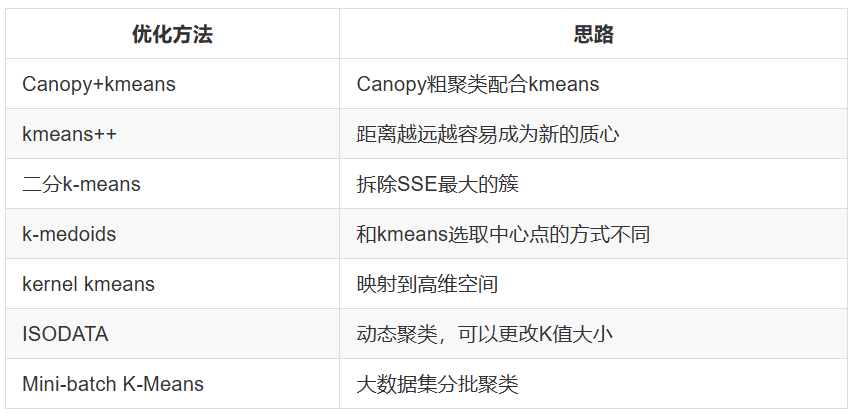 优化方法 思路
Canopy+kmeans Canopy粗聚类配合kmeans
kmeans++ 距离越远越容易成为新的质心
二分k-means 拆除SSE最大的簇
k-medoids 和kmeans选取中心点的方式不同
kernel kmeans 映射到高维空间
ISODATA 动态聚类，可以更改K值大小
Mini-batch K-Means 大数据集分批聚类